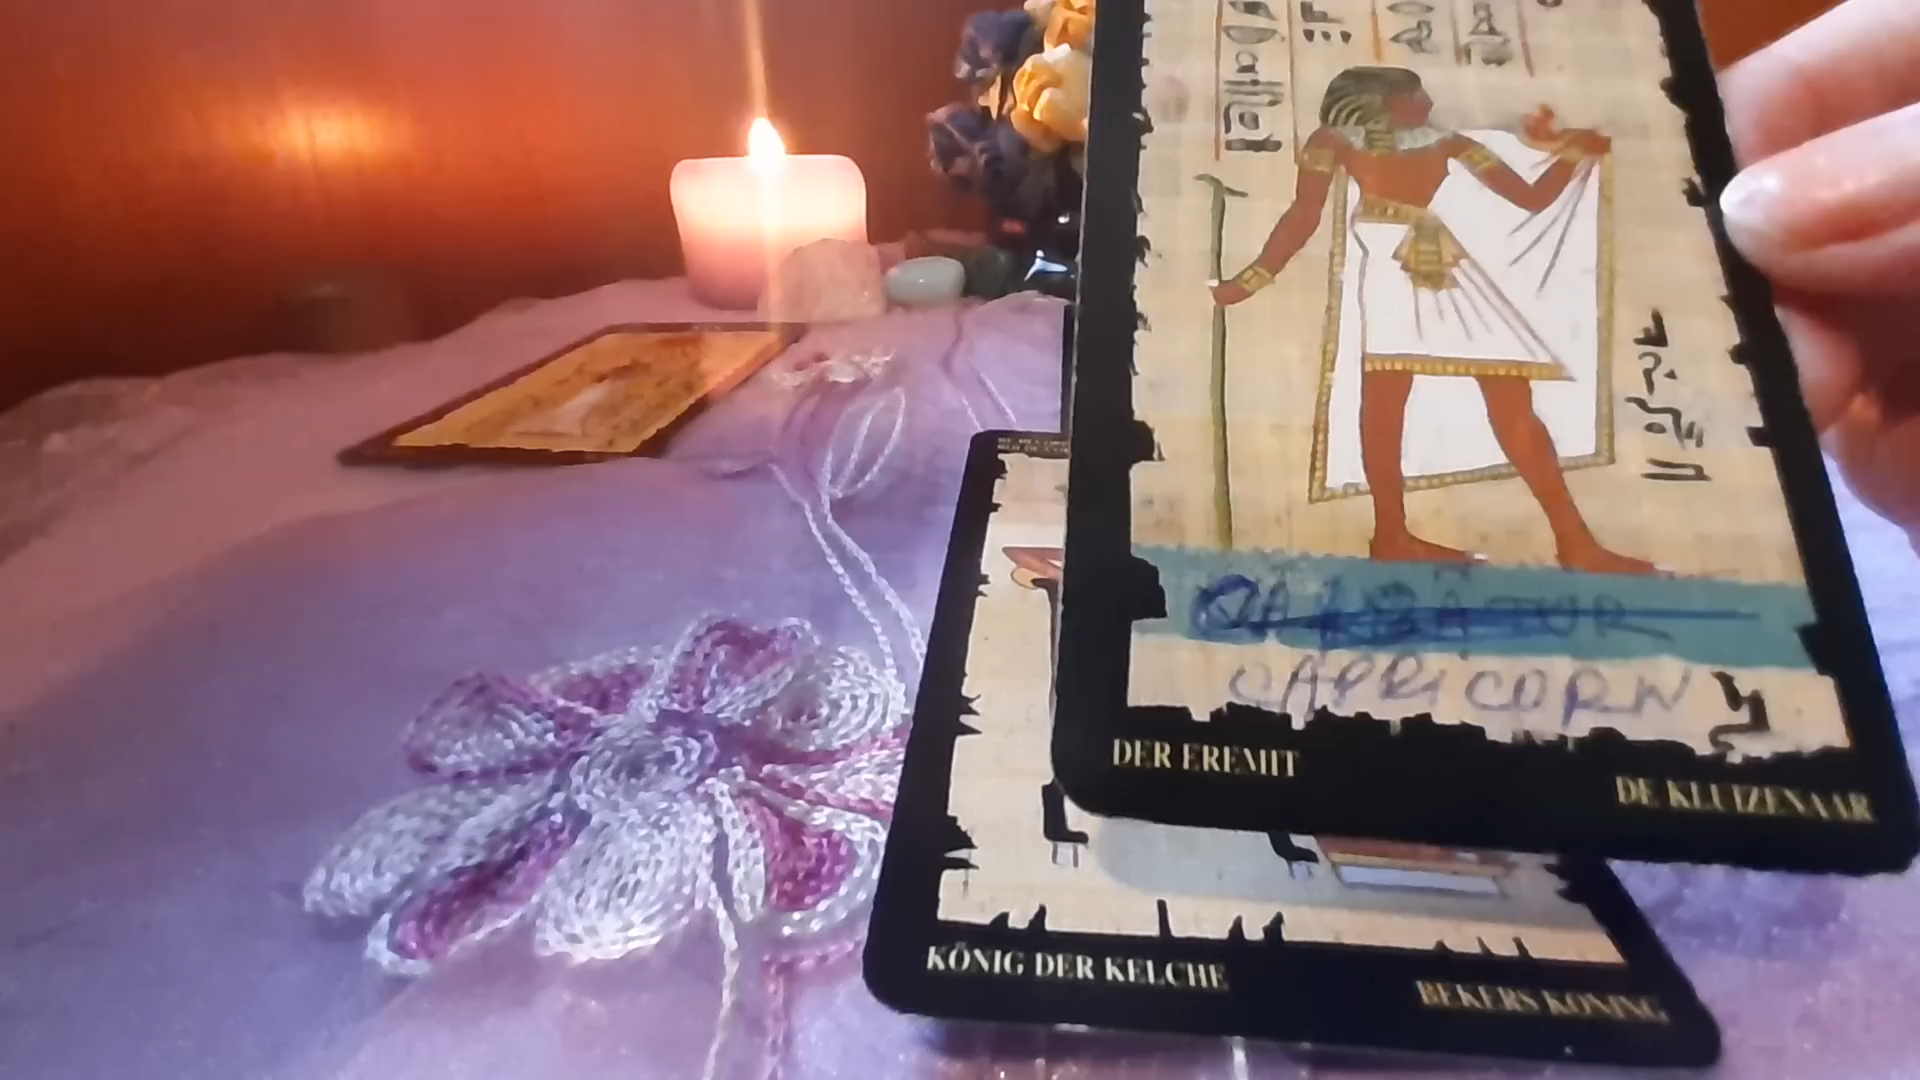 CAPRICORN
DER EREMIT
DE KLUIZENAAR
KÖNIG DER KELCHE
BEKERS KONING